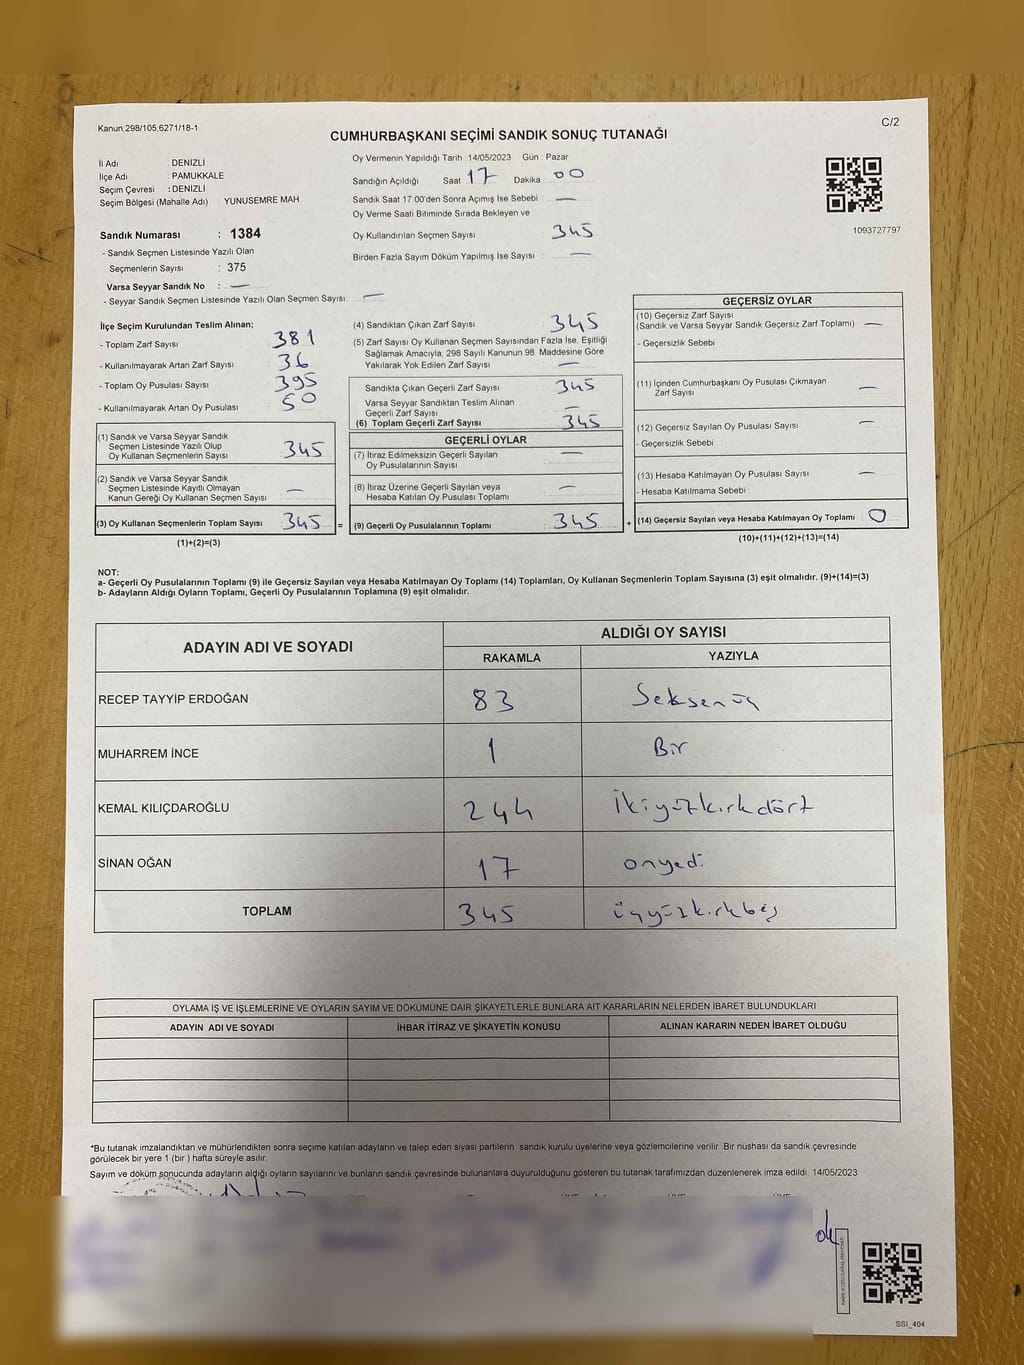 Kanun:298/105,6271/18-1
C/2
CUMHURBAŞKANI SEÇİMİ SANDIK SONUÇ TUTANAĞI
İl Adı : DENİZLİ
İlçe Adı : PAMUKKALE
Seçim Çevresi : DENİZLİ
Seçim Bölgesi (Mahalle Adı) : YUNUSEMRE MAH
Sandık Numarası : 1384
- Sandık Seçmen Listesinde Yazılı Olan
Seçmenlerin Sayısı : 375
Varsa Seyyar Sandık No : —
- Seyyar Sandık Seçmen Listesinde Yazılı Olan Seçmen Sayısı: —
Oy Vermenin Yapıldığı Tarih : 14/05/2023 Gün : Pazar
Sandığın Açıldığı Saat 17 Dakika 00
Sandık Saat 17:00'den Sonra Açımış İse Sebebi : —
Oy Verme Saati Bitiminde Sırada Bekleyen ve
Oy Kullandırılan Seçmen Sayısı : 345
Birden Fazla Sayım Döküm Yapılmış İse Sayısı : —
1093727797
İlçe Seçim Kurulundan Teslim Alınan;
- Toplam Zarf Sayısı : 381
- Kullanılmayarak Artan Zarf Sayısı : 36
- Toplam Oy Pusulası Sayısı : 395
- Kullanılmayarak Artan Oy Pusulası : 50
(1) Sandık ve Varsa Seyyar Sandık
Seçmen Listesinde Yazılı Olup
Oy Kullanan Seçmenlerin Sayısı : 345
(2) Sandık ve Varsa Seyyar Sandık
Seçmen Listesinde Kayıtlı Olmayan
Kanun Gereği Oy Kullanan Seçmen Sayısı : —
(3) Oy Kullanan Seçmenlerin Toplam Sayısı : 345 =
(1)+(2)=(3)
(4) Sandıktan Çıkan Zarf Sayısı : 345
(5) Zarf Sayısı Oy Kullanan Seçmen Sayısından Fazla İse, Eşitliği
Sağlamak Amacıyla; 298 Sayılı Kanunun 98. Maddesine Göre
Yakılarak Yok Edilen Zarf Sayısı : —
Sandıkta Çıkan Geçerli Zarf Sayısı : 345
Varsa Seyyar Sandıktan Teslim Alınan
Geçerli Zarf Sayısı : —
(6) Toplam Geçerli Zarf Sayısı : 345
GEÇERLİ OYLAR
(7) İtiraz Edilmeksizin Geçerli Sayılan
Oy Pusulalarının Sayısı : —
(8) İtiraz Üzerine Geçerli Sayılan veya
Hesaba Katılan Oy Pusulası Toplamı : —
(9) Geçerli Oy Pusulalarının Toplamı : 345 +
GEÇERSİZ OYLAR
(10) Geçersiz Zarf Sayısı
(Sandık ve Varsa Seyyar Sandık Geçersiz Zarf Toplamı) : —
- Geçersizlik Sebebi :
(11) İçinden Cumhurbaşkanı Oy Pusulası Çıkmayan
Zarf Sayısı : —
(12) Geçersiz Sayılan Oy Pusulası Sayısı : —
- Geçersizlik Sebebi :
(13) Hesaba Katılmayan Oy Pusulası Sayısı : —
- Hesaba Katılmama Sebebi :
(14) Geçersiz Sayılan veya Hesaba Katılmayan Oy Toplamı : 0
(10)+(11)+(12)+(13)=(14)
NOT:
a- Geçerli Oy Pusulalarının Toplamı (9) ile Geçersiz Sayılan veya Hesaba Katılmayan Oy Toplamı (14) Toplamları, Oy Kullanan Seçmenlerin Toplam Sayısına (3) eşit olmalıdır. (9)+(14)=(3)
b- Adayların Aldığı Oyların Toplamı, Geçerli Oy Pusulalarının Toplamına (9) eşit olmalıdır.
ADAYIN ADI VE SOYADI
ALDIĞI OY SAYISI
RAKAMLA YAZIYLA
RECEP TAYYİP ERDOĞAN 83 Seksenüç
MUHARREM İNCE 1 Bir
KEMAL KILIÇDAROĞLU 244 İkiyüzkırkdört
SİNAN OĞAN 17 onyedi
TOPLAM 345 üçyüzkırkbeş
OYLAMA İŞ VE İŞLEMLERİNE VE OYLARIN SAYIM VE DÖKÜMÜNE DAİR ŞİKAYETLERLE BUNLARA AİT KARARLARIN NELERDEN İBARET BULUNDUKLARI
ADAYIN ADI VE SOYADI İHBAR İTİRAZ VE ŞİKAYETİN KONUSU ALINAN KARARIN NEDEN İBARET OLDUĞU
*Bu tutanak imzalandıktan ve mühürlendikten sonra seçime katılan adayların ve talep eden siyasi partilerin sandık kurulu üyelerine veya gözlemcilerine verilir. Bir nushası da sandık çevresinde
görülecek bir yere 1 (bir ) hafta süreyle asılır.
Sayım ve döküm sonucunda adayların aldığı oyların sayılarını ve bunların sandık çevresinde bulunanlara duyurulduğunu gösteren bu tutanak tarafımızdan düzenlenerek imza edildi. 14/05/2023
SSI_404